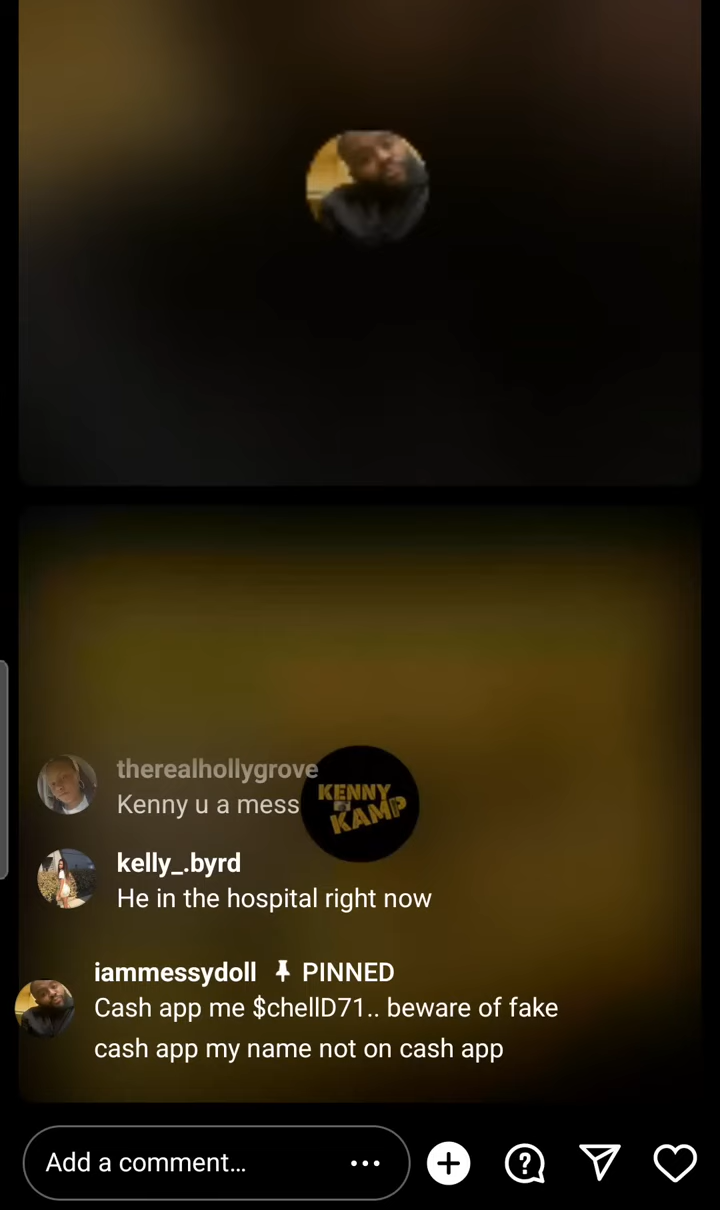 therealhollygrove
Kenny u a mess
KENNY
KAMP
kelly_.byrd
He in the hospital right now
iammessydoll PINNED
Cash app me $chellD71.. beware of fake
cash app my name not on cash app
Add a comment...